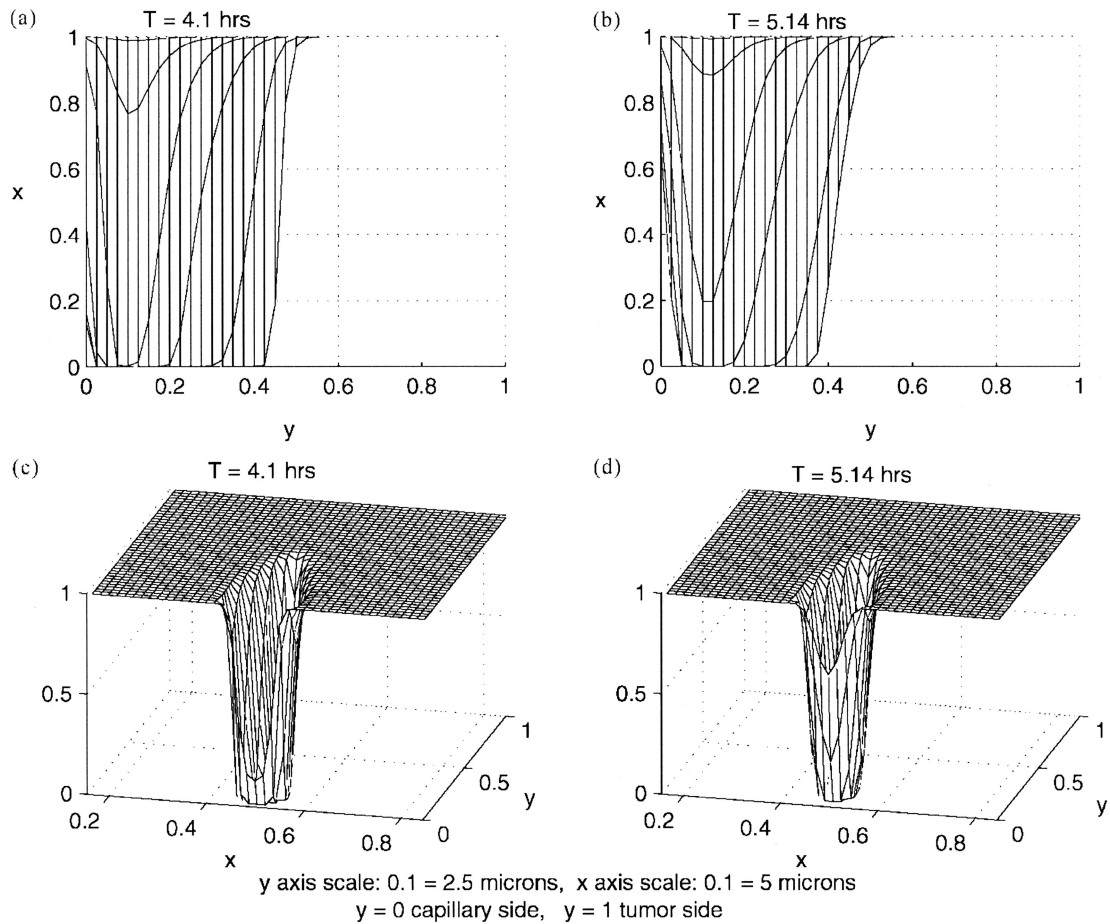 (a)
T = 4.1 hrs
1
0.8
0.6
x
0.4
0.2
0
0 0.2 0.4 0.6 0.8 1
y
(b)
T = 5.14 hrs
1
0.8
0.6
x
0.4
0.2
0
0 0.2 0.4 0.6 0.8 1
y
(c)
T = 4.1 hrs
1
0.5
0
0.2 0.4 0.6 0.8
x
0 0.5 1
y
(d)
T = 5.14 hrs
1
0.5
0
0.2 0.4 0.6 0.8
x
0 0.5 1
y
y axis scale: 0.1 = 2.5 microns, x axis scale: 0.1 = 5 microns
y = 0 capillary side, y = 1 tumor side